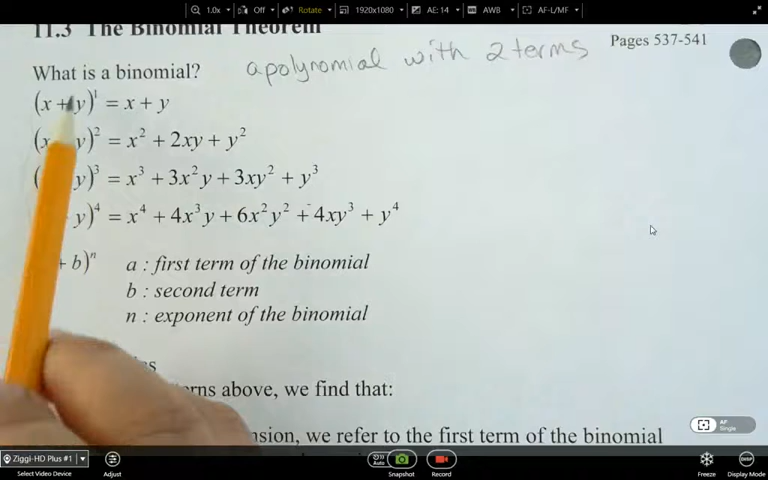 1.0x Off Rotate 1920x1080 AE: 14 AWB AF-L/MF
11.3 The Binomial Theorem
Pages 537-541
What is a binomial? a polynomial with 2 terms
(x + y)¹ = x + y
(x y)² = x² + 2xy + y²
( y)³ = x³ + 3x²y + 3xy² + y³
y)⁴ = x⁴ + 4x³y + 6x²y² + 4xy³ + y⁴
+ b)ⁿ a : first term of the binomial
b : second term
n : exponent of the binomial
above, we find that:
we refer to the first term of the binomial
AF
Single
Ziggi-HD Plus #1
Select Video Device Adjust Auto Snapshot Record Freeze Display Mode